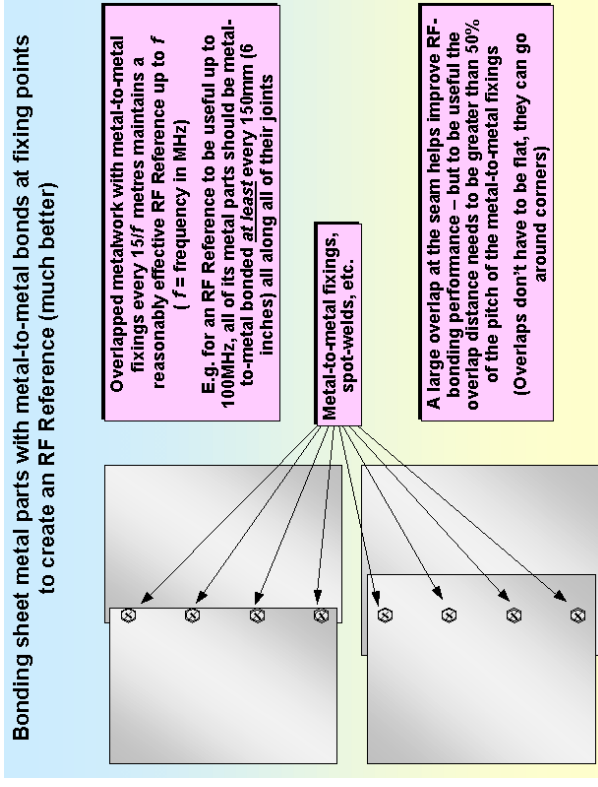 Bonding sheet metal parts with metal-to-metal bonds at fixing points
to create an RF Reference (much better)
Overlapped metalwork with metal-to-metal
fixings every 15/f metres maintains a
reasonably effective RF Reference up to f
( f = frequency in MHz)
E.g. for an RF Reference to be useful up to
100MHz, all of its metal parts should be metal-
to-metal bonded at least every 150mm (6
inches) all along all of their joints
Metal-to-metal fixings,
spot-welds, etc.
A large overlap at the seam helps improve RF-
bonding performance – but to be useful the
overlap distance needs to be greater than 50%
of the pitch of the metal-to-metal fixings
(Overlaps don't have to be flat, they can go
around corners)